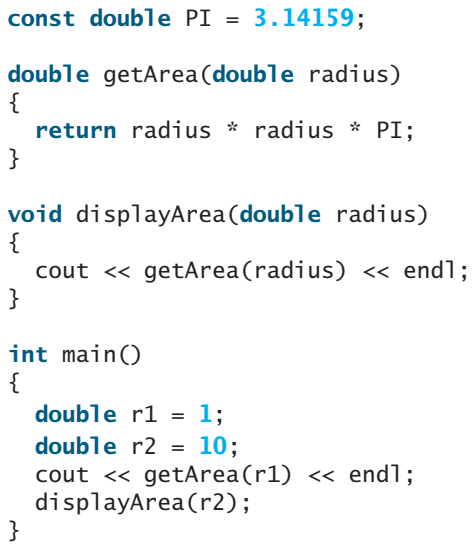 const double PI = 3.14159;
double getArea(double radius)
{
  return radius * radius * PI;
}
void displayArea(double radius)
{
  cout << getArea(radius) << endl;
}
int main()
{
  double r1 = 1;
  double r2 = 10;
  cout << getArea(r1) << endl;
  displayArea(r2);
}